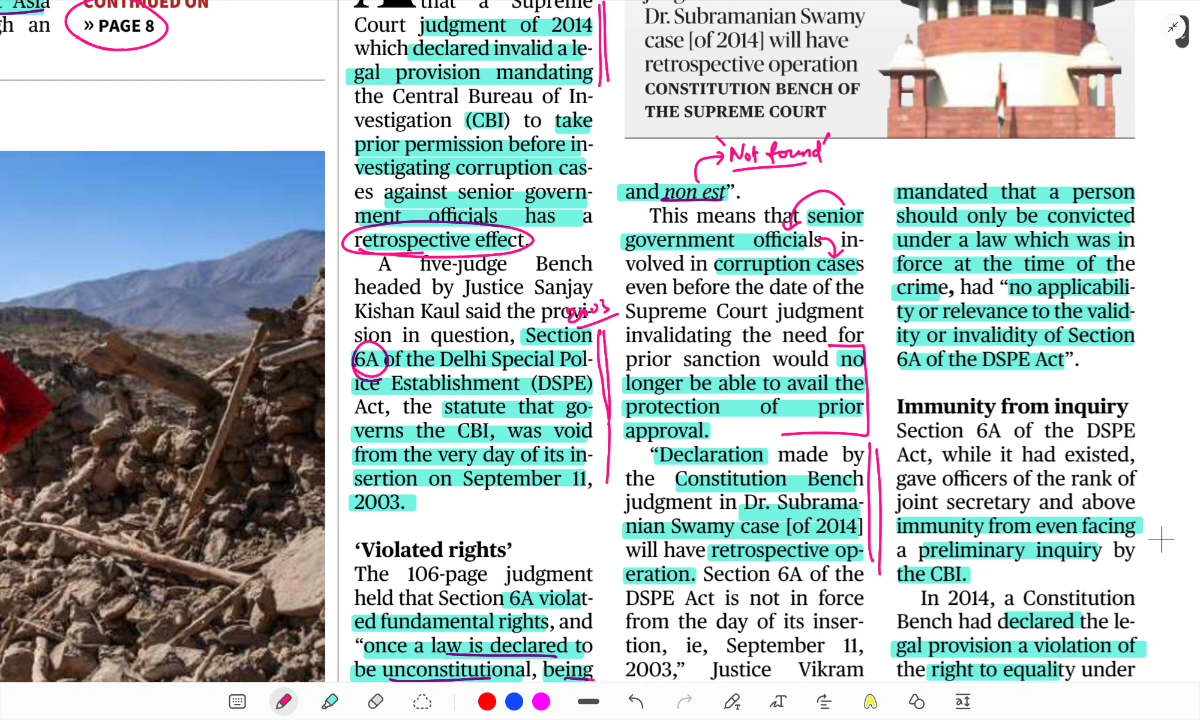 Asia
gh an
CONTINUED ON
» PAGE 8
that a Supreme
Court judgment of 2014
which declared invalid a le-
gal provision mandating
the Central Bureau of In-
vestigation (CBI) to take
prior permission before in-
vestigating corruption cas-
es against senior govern-
ment officials has a
retrospective effect.
A five-judge Bench
headed by Justice Sanjay
Kishan Kaul said the provi-
sion in question, Section
6A of the Delhi Special Pol-
ice Establishment (DSPE)
Act, the statute that go-
verns the CBI, was void
from the very day of its in-
sertion on September 11,
2003.
2003
‘Violated rights’
The 106-page judgment
held that Section 6A violat-
ed fundamental rights, and
“once a law is declared to
be unconstitutional, being
Dr. Subramanian Swamy
case [of 2014] will have
retrospective operation
CONSTITUTION BENCH OF
THE SUPREME COURT
"Not found"
and non est”.
This means that senior
government officials in-
volved in corruption cases
even before the date of the
Supreme Court judgment
invalidating the need for
prior sanction would no
longer be able to avail the
protection of prior
approval.
“Declaration made by
the Constitution Bench
judgment in Dr. Subrama-
nian Swamy case [of 2014]
will have retrospective op-
eration. Section 6A of the
DSPE Act is not in force
from the day of its inser-
tion, ie, September 11,
2003,” Justice Vikram
mandated that a person
should only be convicted
under a law which was in
force at the time of the
crime, had “no applicabili-
ty or relevance to the valid-
ity or invalidity of Section
6A of the DSPE Act”.
Immunity from inquiry
Section 6A of the DSPE
Act, while it had existed,
gave officers of the rank of
joint secretary and above
immunity from even facing
a preliminary inquiry by
the CBI.
In 2014, a Constitution
Bench had declared the le-
gal provision a violation of
the right to equality under